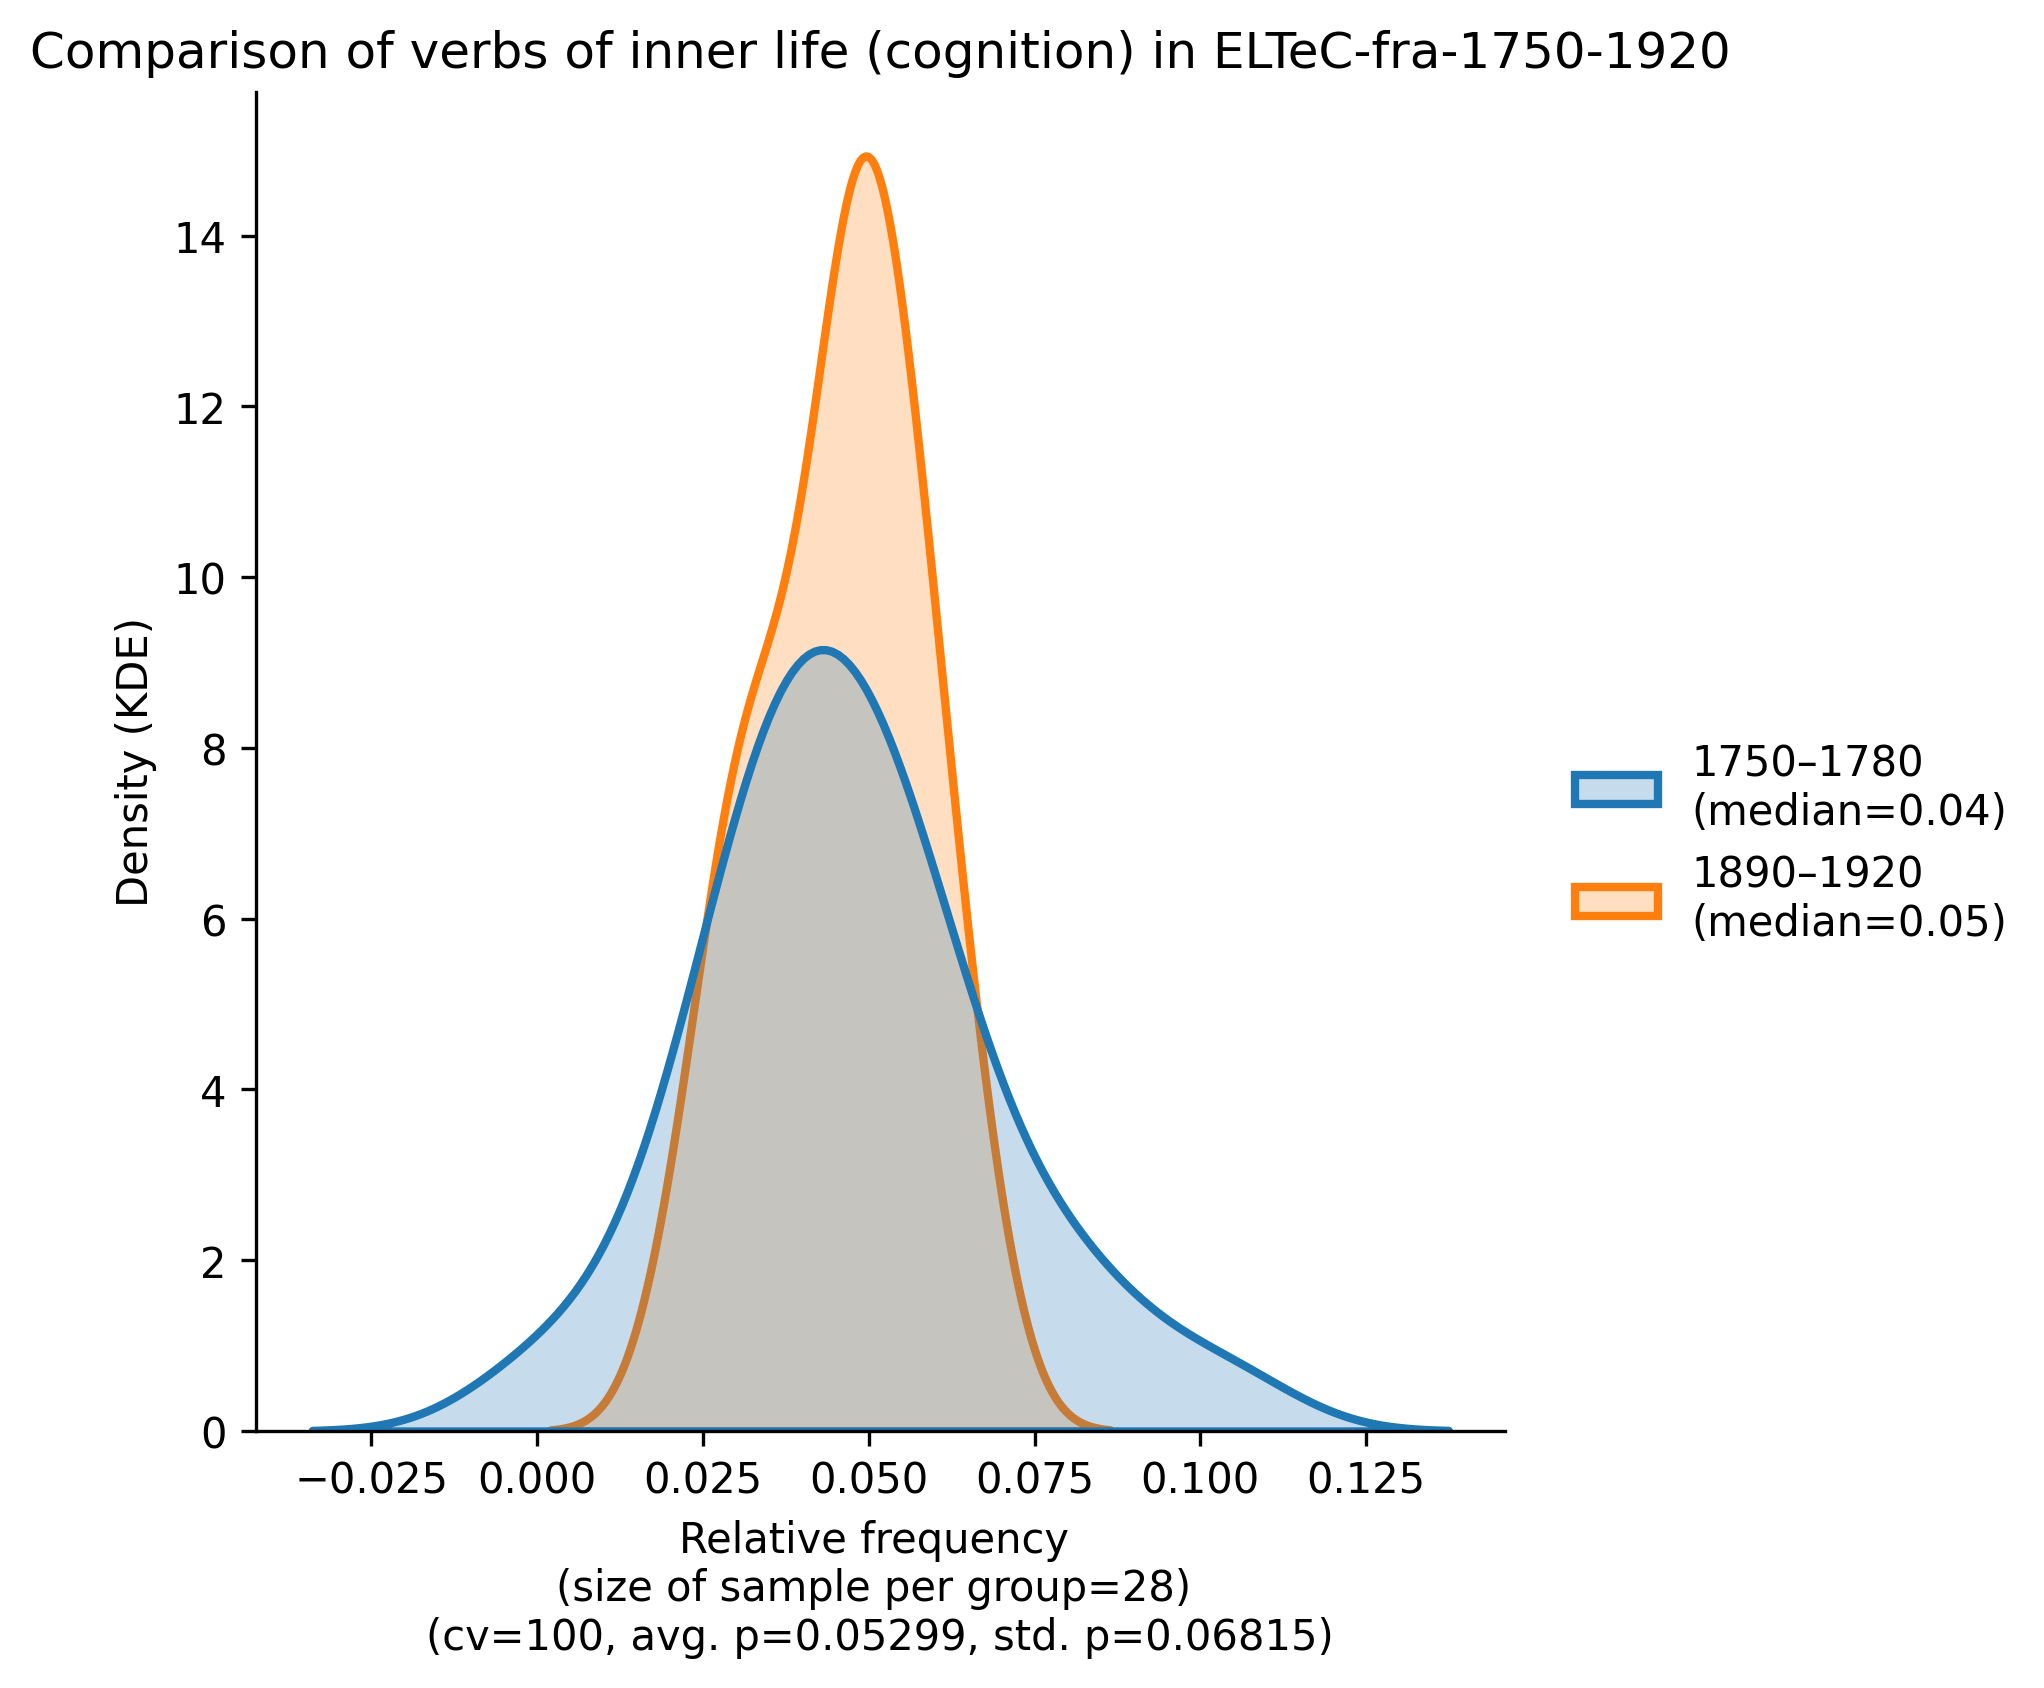 Comparison of verbs of inner life (cognition) in ELTeC-fra-1750-1920
Density (KDE)
14
12
10
8
6
4
2
0
−0.025
0.000
0.025
0.050
0.075
0.100
0.125
Relative frequency
(size of sample per group=28)
(cv=100, avg. p=0.05299, std. p=0.06815)
1750–1780
(median=0.04)
1890–1920
(median=0.05)